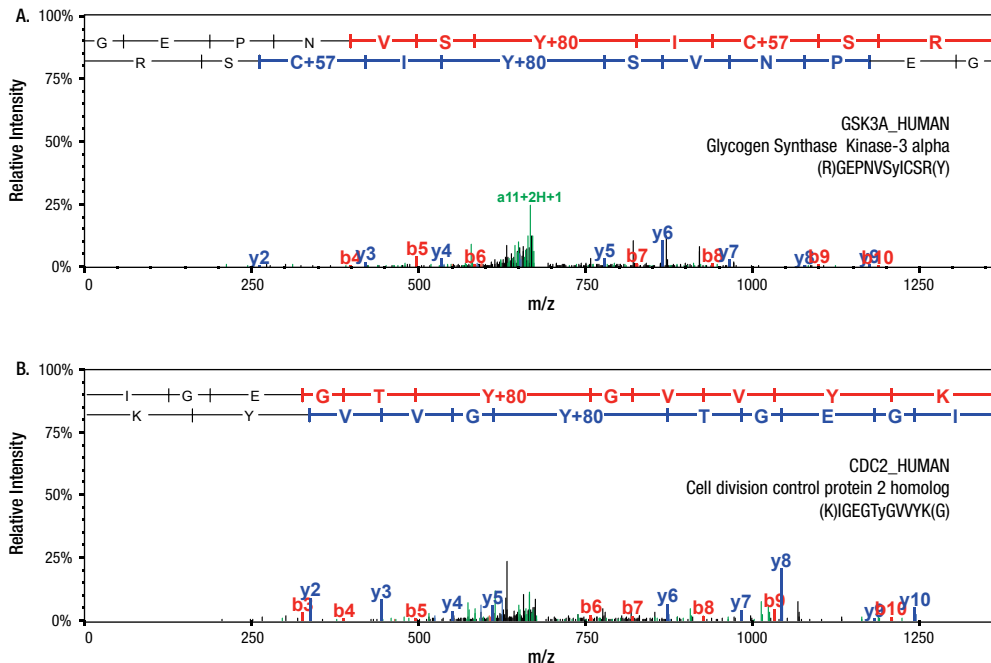 A.
100%
75%
50%
25%
0%
Relative Intensity
G E P N V S Y+80 I C+57 S R
R S C+57 I Y+80 S V N P E G
GSK3A_HUMAN
Glycogen Synthase Kinase-3 alpha
(R)GEPNVSyICSR(Y)
a11+2H+1
y2 b4 y3 b5 y4 b6 y5 b7 y6 b8 y7 y8 b9 y9 b10
0 250 500 750 1000 1250
m/z
B.
100%
75%
50%
25%
0%
Relative Intensity
I G E G T Y+80 G V V Y K
K Y V V G Y+80 T G E G I
CDC2_HUMAN
Cell division control protein 2 homolog
(K)IGEGTyGVVYK(G)
b3 y2 b4 y3 b5 y4 y5 b6 b7 y6 b8 y7 b9 y8 y9 b10 y10
0 250 500 750 1000 1250
m/z